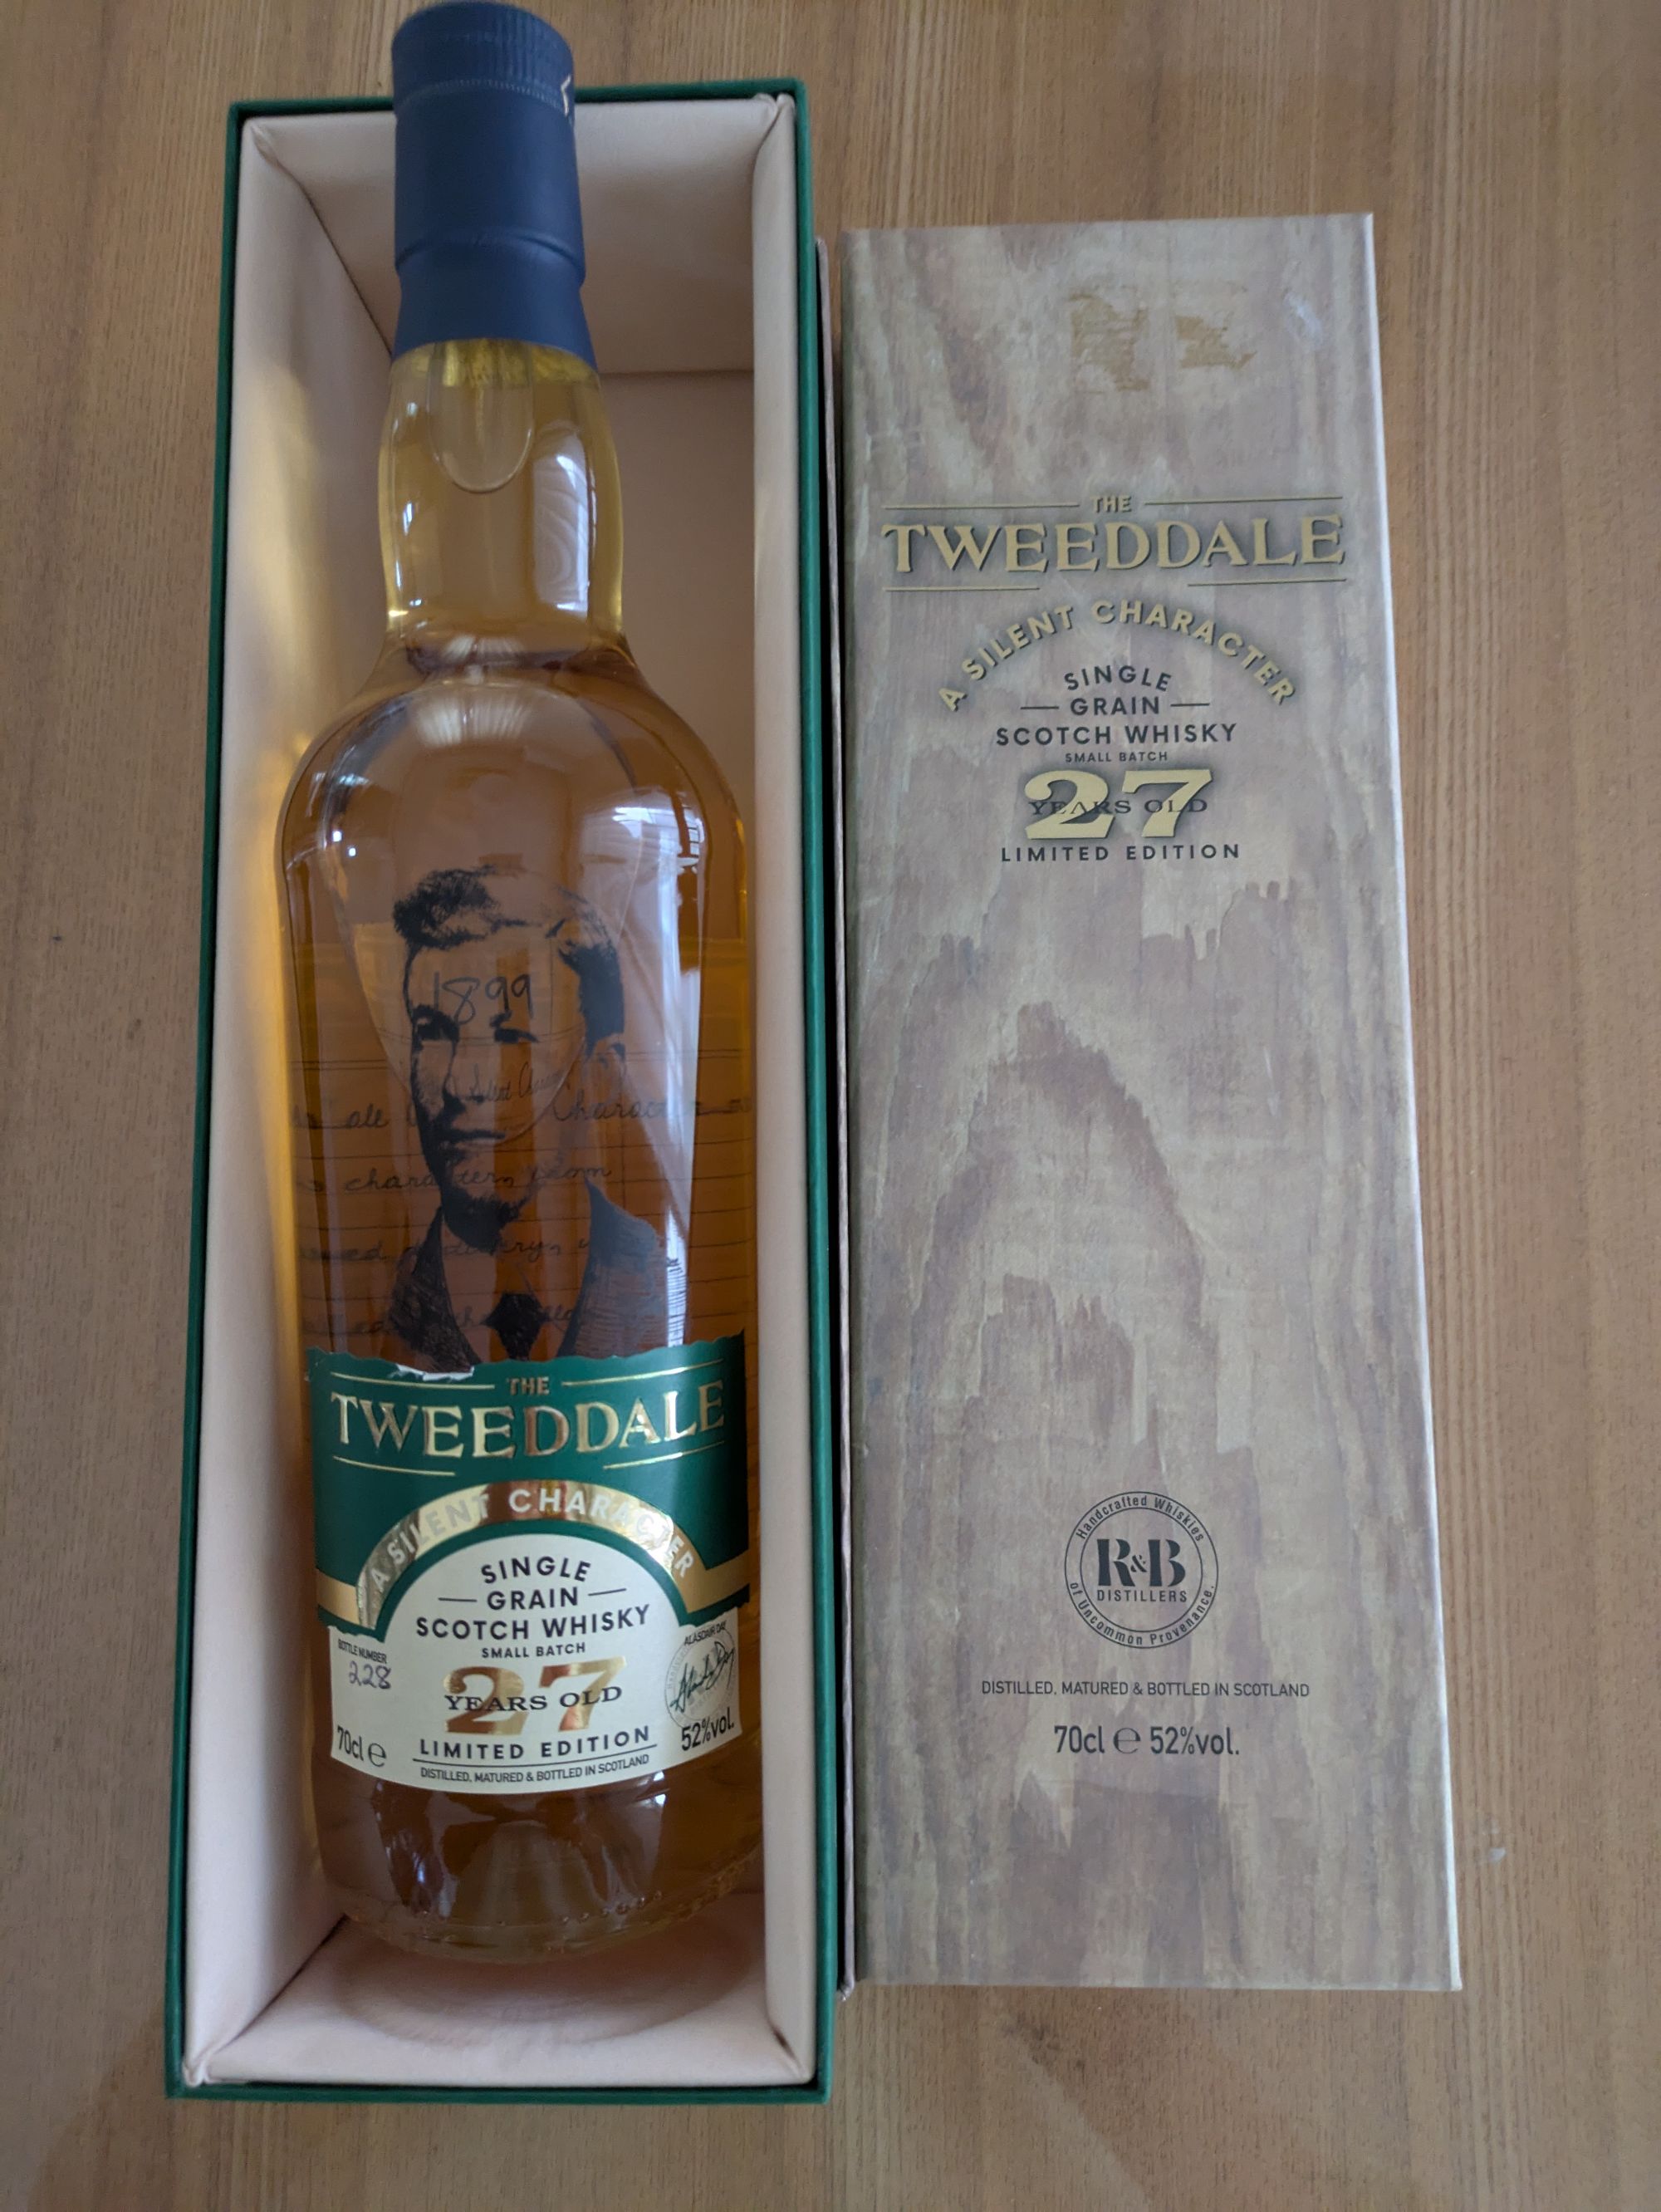 1899
THE
TWEEDDALE
A SILENT CHARACTER
SINGLE
GRAIN
SCOTCH WHISKY
SMALL BATCH
27
YEARS OLD
LIMITED EDITION
DISTILLED, MATURED & BOTTLED IN SCOTLAND
BOTTLE NUMBER
228
70cl e
ALASDAIR DAY
52%vol.
THE
TWEEDDALE
A SILENT CHARACTER
SINGLE
GRAIN
SCOTCH WHISKY
SMALL BATCH
27
YEARS OLD
LIMITED EDITION
Handcrafted Whiskies
R&B
DISTILLERS
of Uncommon Provenance.
DISTILLED, MATURED & BOTTLED IN SCOTLAND
70cl e 52%vol.